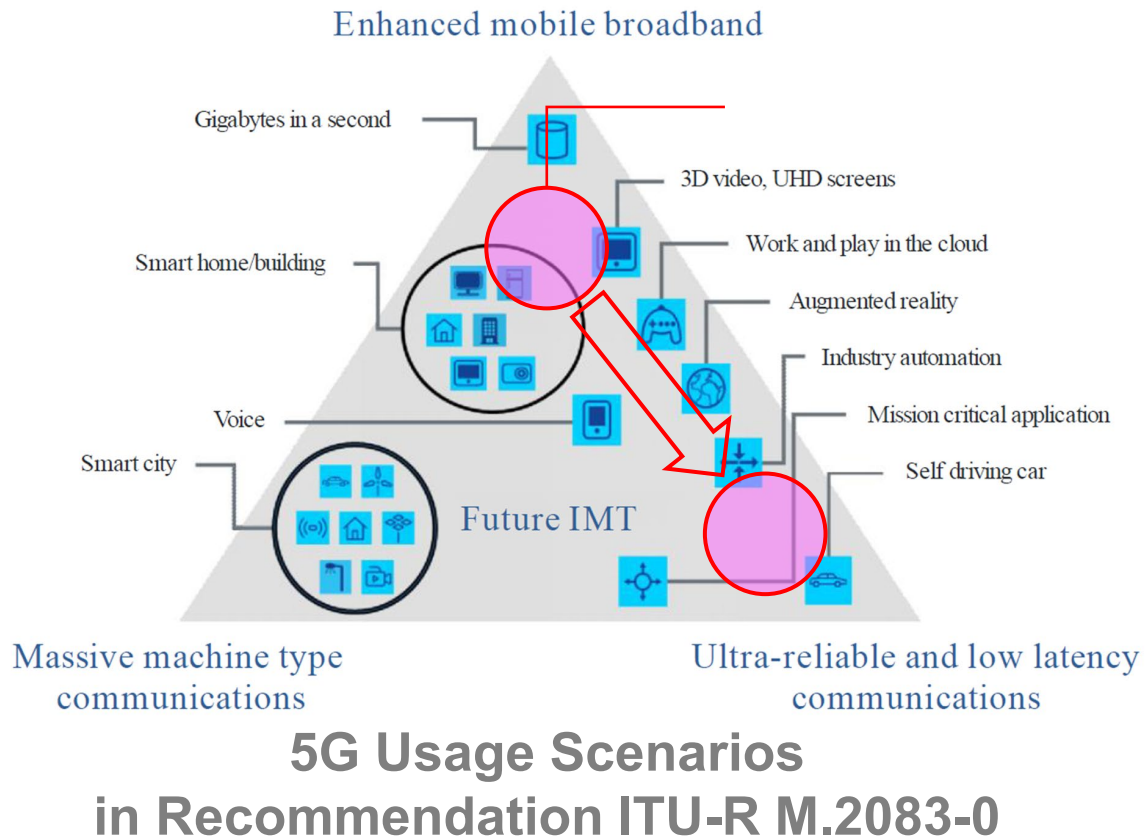 Enhanced mobile broadband
Gigabytes in a second
3D video, UHD screens
Work and play in the cloud
Smart home/building
Augmented reality
Industry automation
Mission critical application
Voice
Smart city
Self driving car
Future IMT
Massive machine type
communications
Ultra-reliable and low latency
communications
5G Usage Scenarios
in Recommendation ITU-R M.2083-0